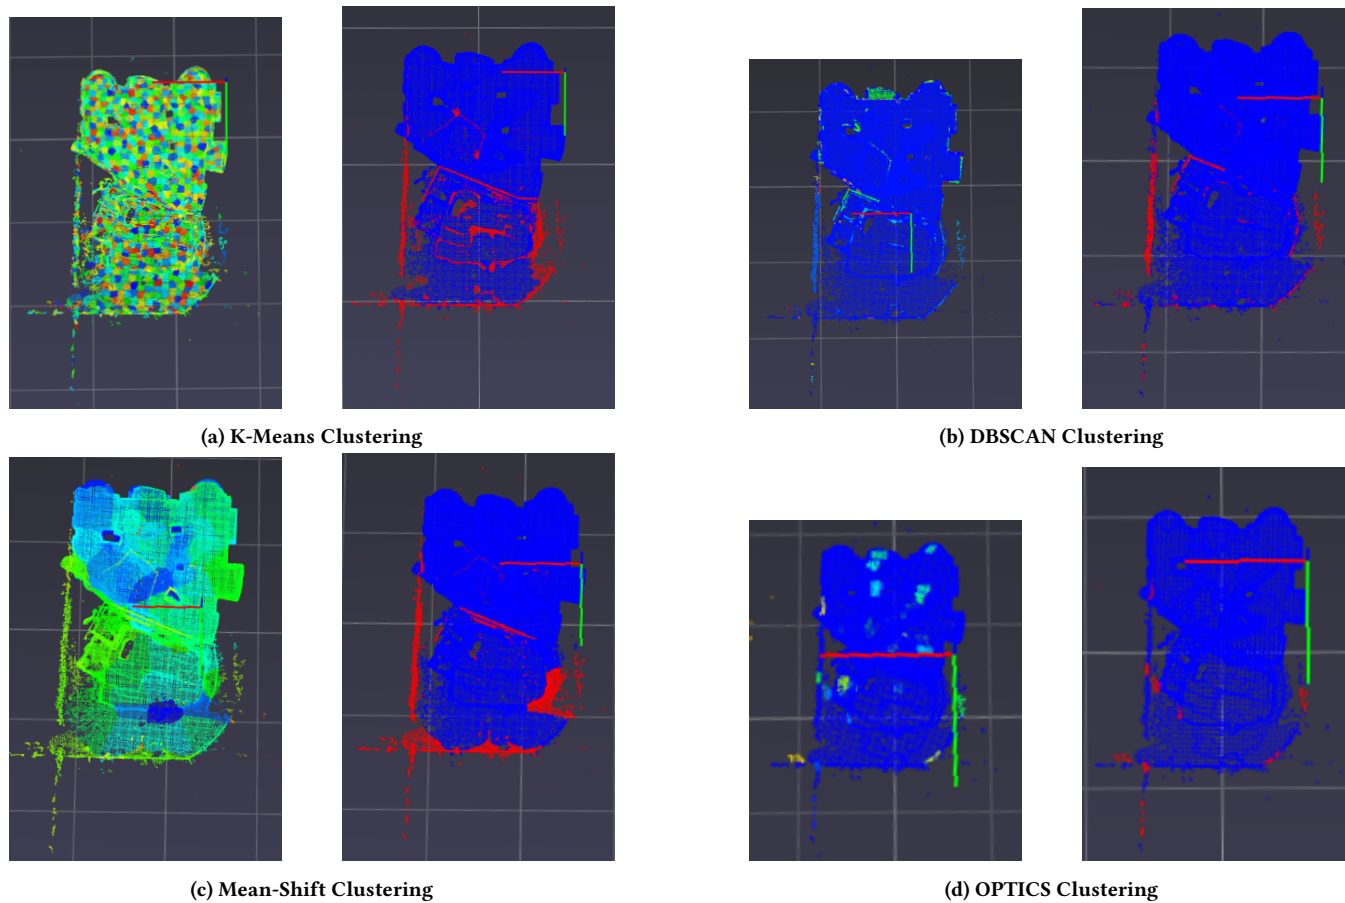 (a) K-Means Clustering
(b) DBSCAN Clustering
(c) Mean-Shift Clustering
(d) OPTICS Clustering